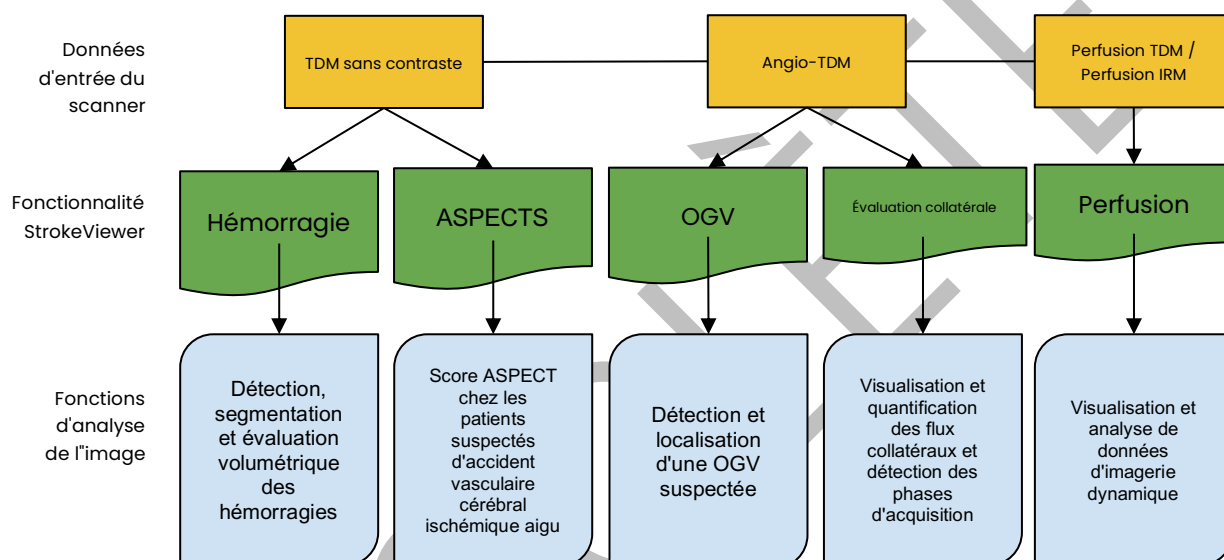 Données
d'entrée du
scanner
TDM sans contraste
Angio-TDM
Perfusion TDM /
Perfusion IRM
Fonctionnalité
StrokeViewer
Hémorragie
ASPECTS
OGV
Évaluation collatérale
Perfusion
Fonctions
d'analyse
de l"image
Détection,
segmentation
et évaluation
volumétrique
des
hémorragies
Score ASPECT
chez les
patients
suspectés
d'accident
vasculaire
cérébral
ischémique aigu
Détection et
localisation
d'une OGV
suspectée
Visualisation et
quantification
des flux
collatéraux et
détection des
phases
d'acquisition
Visualisation et
analyse de
données
d'imagerie
dynamique